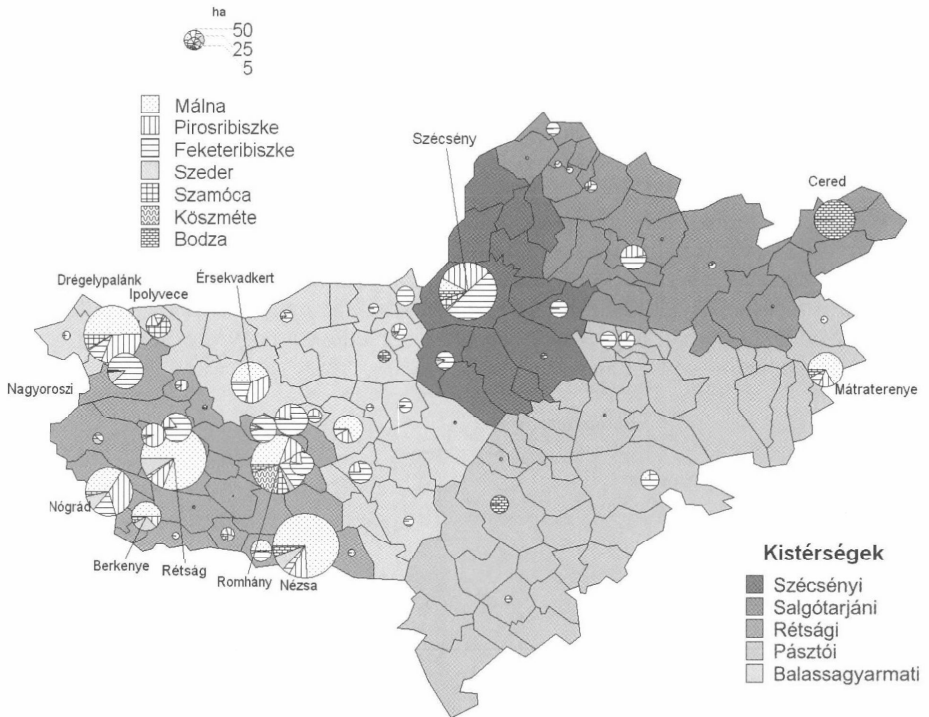 ha
50
25
5
Málna
Pirosribiszke
Feketeribiszke
Szeder
Szamóca
Köszméte
Bodza
Szécsény
Cered
Drégelypalánk
Ipolyvece
Érsekvadkert
Nagyoroszi
Mátraterenye
Nógrád
Berkenye
Rétság
Romhány
Nézsa
Kistérségek
Szécsényi
Salgótarjáni
Rétsági
Pásztói
Balassagyarmati